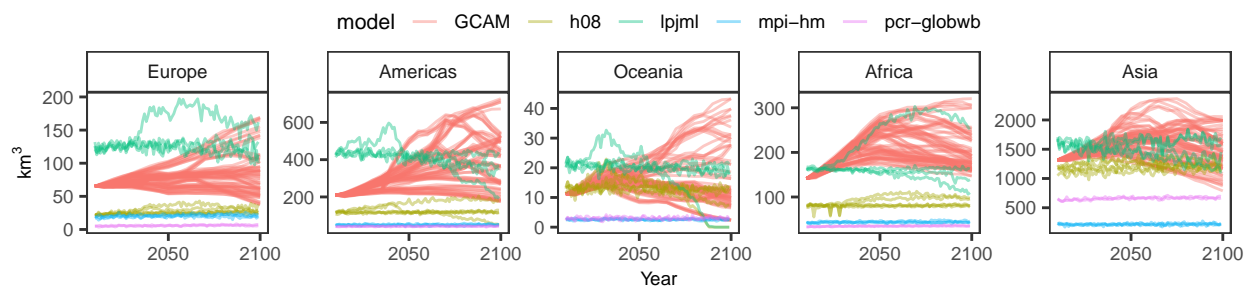 model GCAM h08 lpjml mpi−hm pcr−globwb
Europe Americas Oceania Africa Asia
200 600 40 300 2000
150 30 1500
km³ 100 400 20 200 1000
50 200 10 100 500
0 0
2050 2100 2050 2100 2050 2100 2050 2100 2050 2100
Year